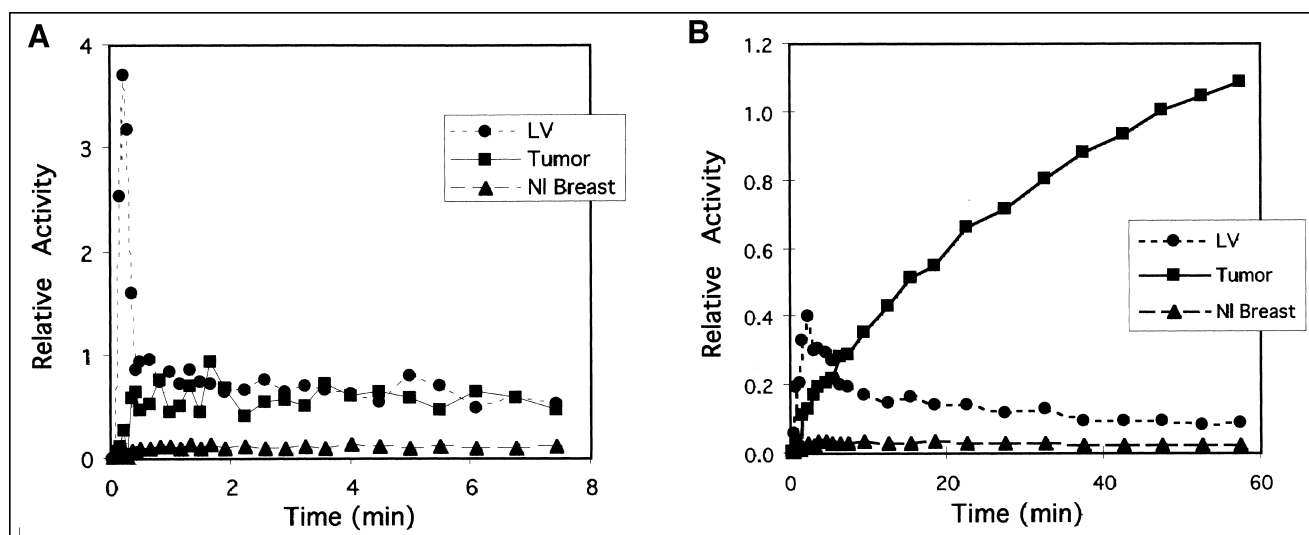 A
4
3
2
1
0
0 2 4 6 8
Relative Activity
Time (min)
LV
Tumor
Nl Breast
B
1.2
1.0
0.8
0.6
0.4
0.2
0.0
0 20 40 60
Relative Activity
Time (min)
LV
Tumor
Nl Breast